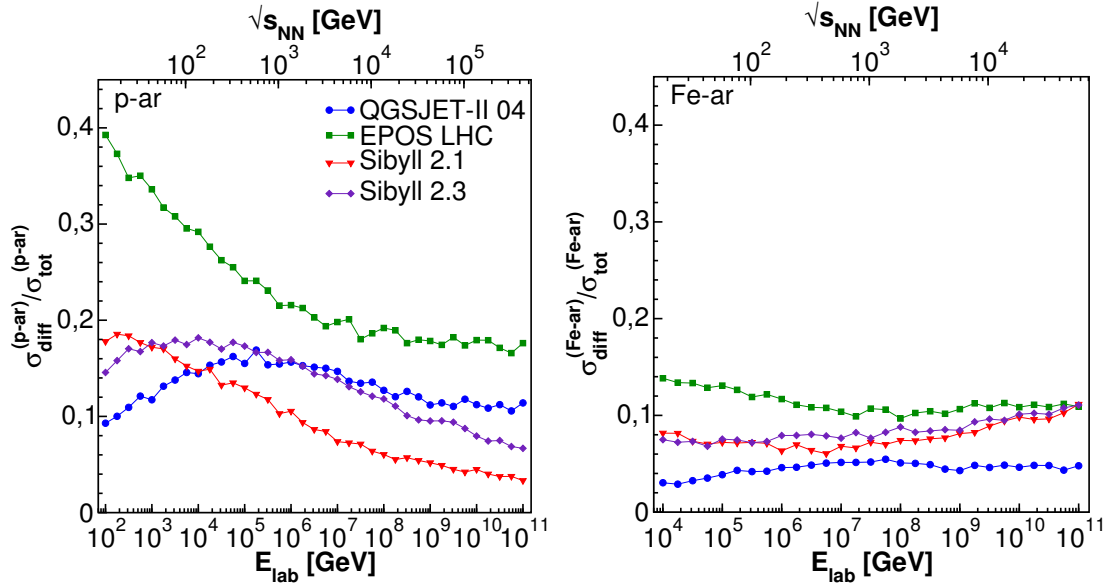 √s_NN [GeV]
10^2 10^3 10^4 10^5
p-ar
QGSJET-II 04
EPOS LHC
Sibyll 2.1
Sibyll 2.3
0,4
0,3
0,2
0,1
0
σ_diff^(p-ar)/σ_tot^(p-ar)
10^2 10^3 10^4 10^5 10^6 10^7 10^8 10^9 10^10 10^11
E_lab [GeV]
√s_NN [GeV]
10^2 10^3 10^4
Fe-ar
0,4
0,3
0,2
0,1
0
σ_diff^(Fe-ar)/σ_tot^(Fe-ar)
10^4 10^5 10^6 10^7 10^8 10^9 10^10 10^11
E_lab [GeV]